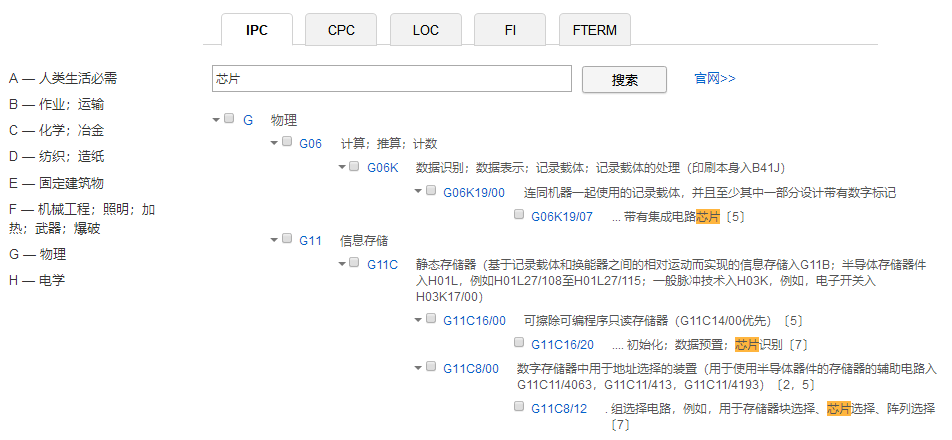 IPC CPC LOC FI FTERM
A — 人类生活必需
B — 作业；运输
C — 化学；冶金
D — 纺织；造纸
E — 固定建筑物
F — 机械工程；照明；加
热；武器；爆破
G — 物理
H — 电学
芯片 搜索 官网>>
G 物理
G06 计算；推算；计数
G06K 数据识别；数据表示；记录载体；记录载体的处理（印刷本身入B41J）
G06K19/00 连同机器一起使用的记录载体，并且至少其中一部分设计带有数字标记
G06K19/07 ... 带有集成电路芯片〔5〕
G11 信息存储
G11C 静态存储器（基于记录载体和换能器之间的相对运动而实现的信息存储入G11B；半导体存储器件
入H01L，例如H01L27/108至H01L27/115；一般脉冲技术入H03K，例如，电子开关入
H03K17/00）
G11C16/00 可擦除可编程序只读存储器（G11C14/00优先）〔5〕
G11C16/20 .... 初始化；数据预置；芯片识别〔7〕
G11C8/00 数字存储器中用于地址选择的装置（用于使用半导体器件的存储器的辅助电路入
G11C11/4063，G11C11/413，G11C11/4193）〔2，5〕
G11C8/12 . 组选择电路，例如，用于存储器块选择、芯片选择、阵列选择
〔7〕